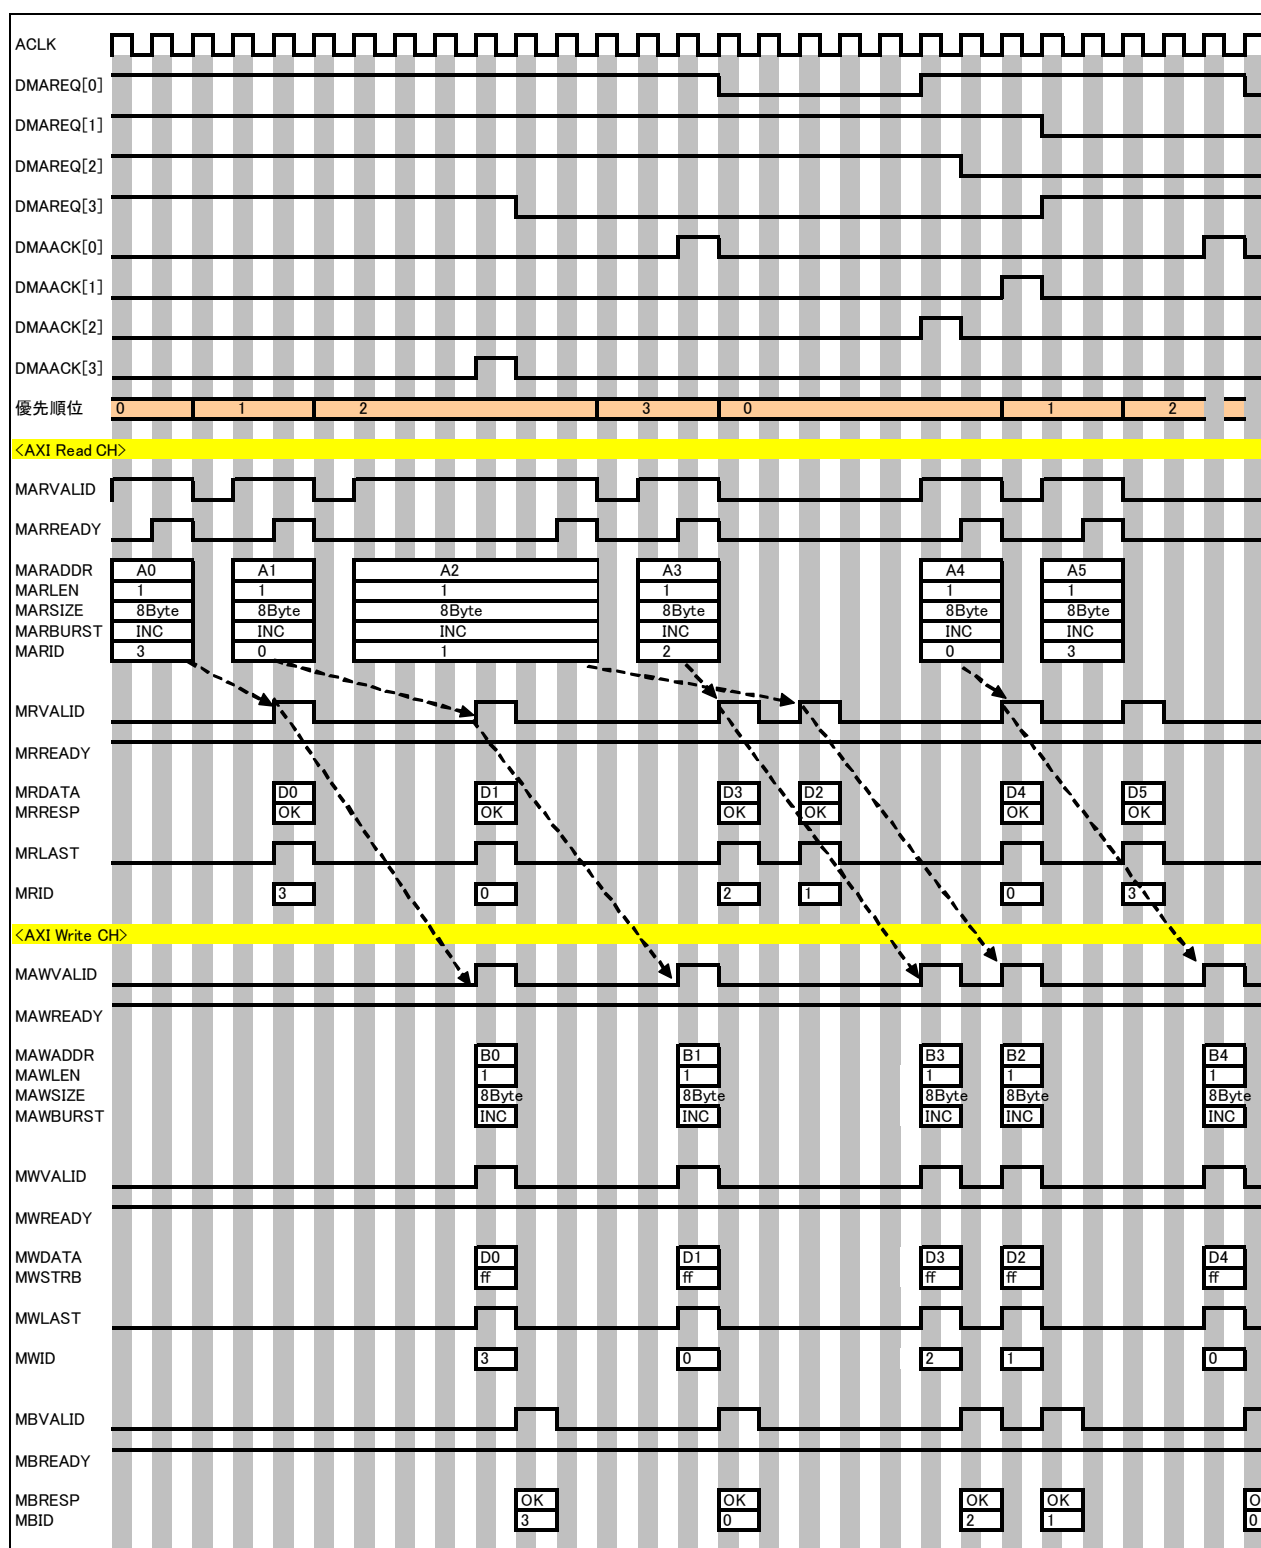 ACLK
DMAREQ[0]
DMAREQ[1]
DMAREQ[2]
DMAREQ[3]
DMAACK[0]
DMAACK[1]
DMAACK[2]
DMAACK[3]
優先順位 0 1 2 3 0 1 2
<AXI Read CH>
MARVALID
MARREADY
MARADDR A0 A1 A2 A3 A4 A5
MARLEN 1 1 1 1 1 1
MARSIZE 8Byte 8Byte 8Byte 8Byte 8Byte 8Byte
MARBURST INC INC INC INC INC INC
MARID 3 0 1 2 0 3
MRVALID
MRREADY
MRDATA D0 D1 D3 D2 D4 D5
MRRESP OK OK OK OK OK OK
MRLAST
MRID 3 0 2 1 0 3
<AXI Write CH>
MAWVALID
MAWREADY
MAWADDR B0 B1 B3 B2 B4
MAWLEN 1 1 1 1 1
MAWSIZE 8Byte 8Byte 8Byte 8Byte 8Byte
MAWBURST INC INC INC INC INC
MWVALID
MWREADY
MWDATA D0 D1 D3 D2 D4
MWSTRB ff ff ff ff ff
MWLAST
MWID 3 0 2 1 0
MBVALID
MBREADY
MBRESP OK OK OK OK O
MBID 3 0 2 1 0